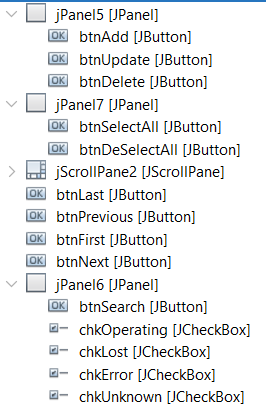 jPanel5 [JPanel]
OK btnAdd [JButton]
OK btnUpdate [JButton]
OK btnDelete [JButton]
jPanel7 [JPanel]
OK btnSelectAll [JButton]
OK btnDeSelectAll [JButton]
jScrollPane2 [JScrollPane]
OK btnLast [JButton]
OK btnPrevious [JButton]
OK btnFirst [JButton]
OK btnNext [JButton]
jPanel6 [JPanel]
OK btnSearch [JButton]
chkOperating [JCheckBox]
chkLost [JCheckBox]
chkError [JCheckBox]
chkUnknown [JCheckBox]